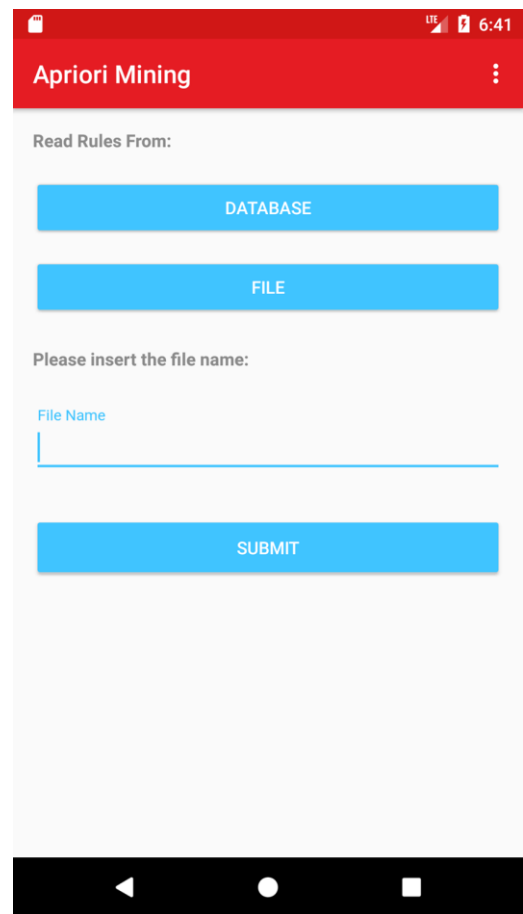 LTE 6:41
Apriori Mining
Read Rules From:
DATABASE
FILE
Please insert the file name:
File Name
SUBMIT